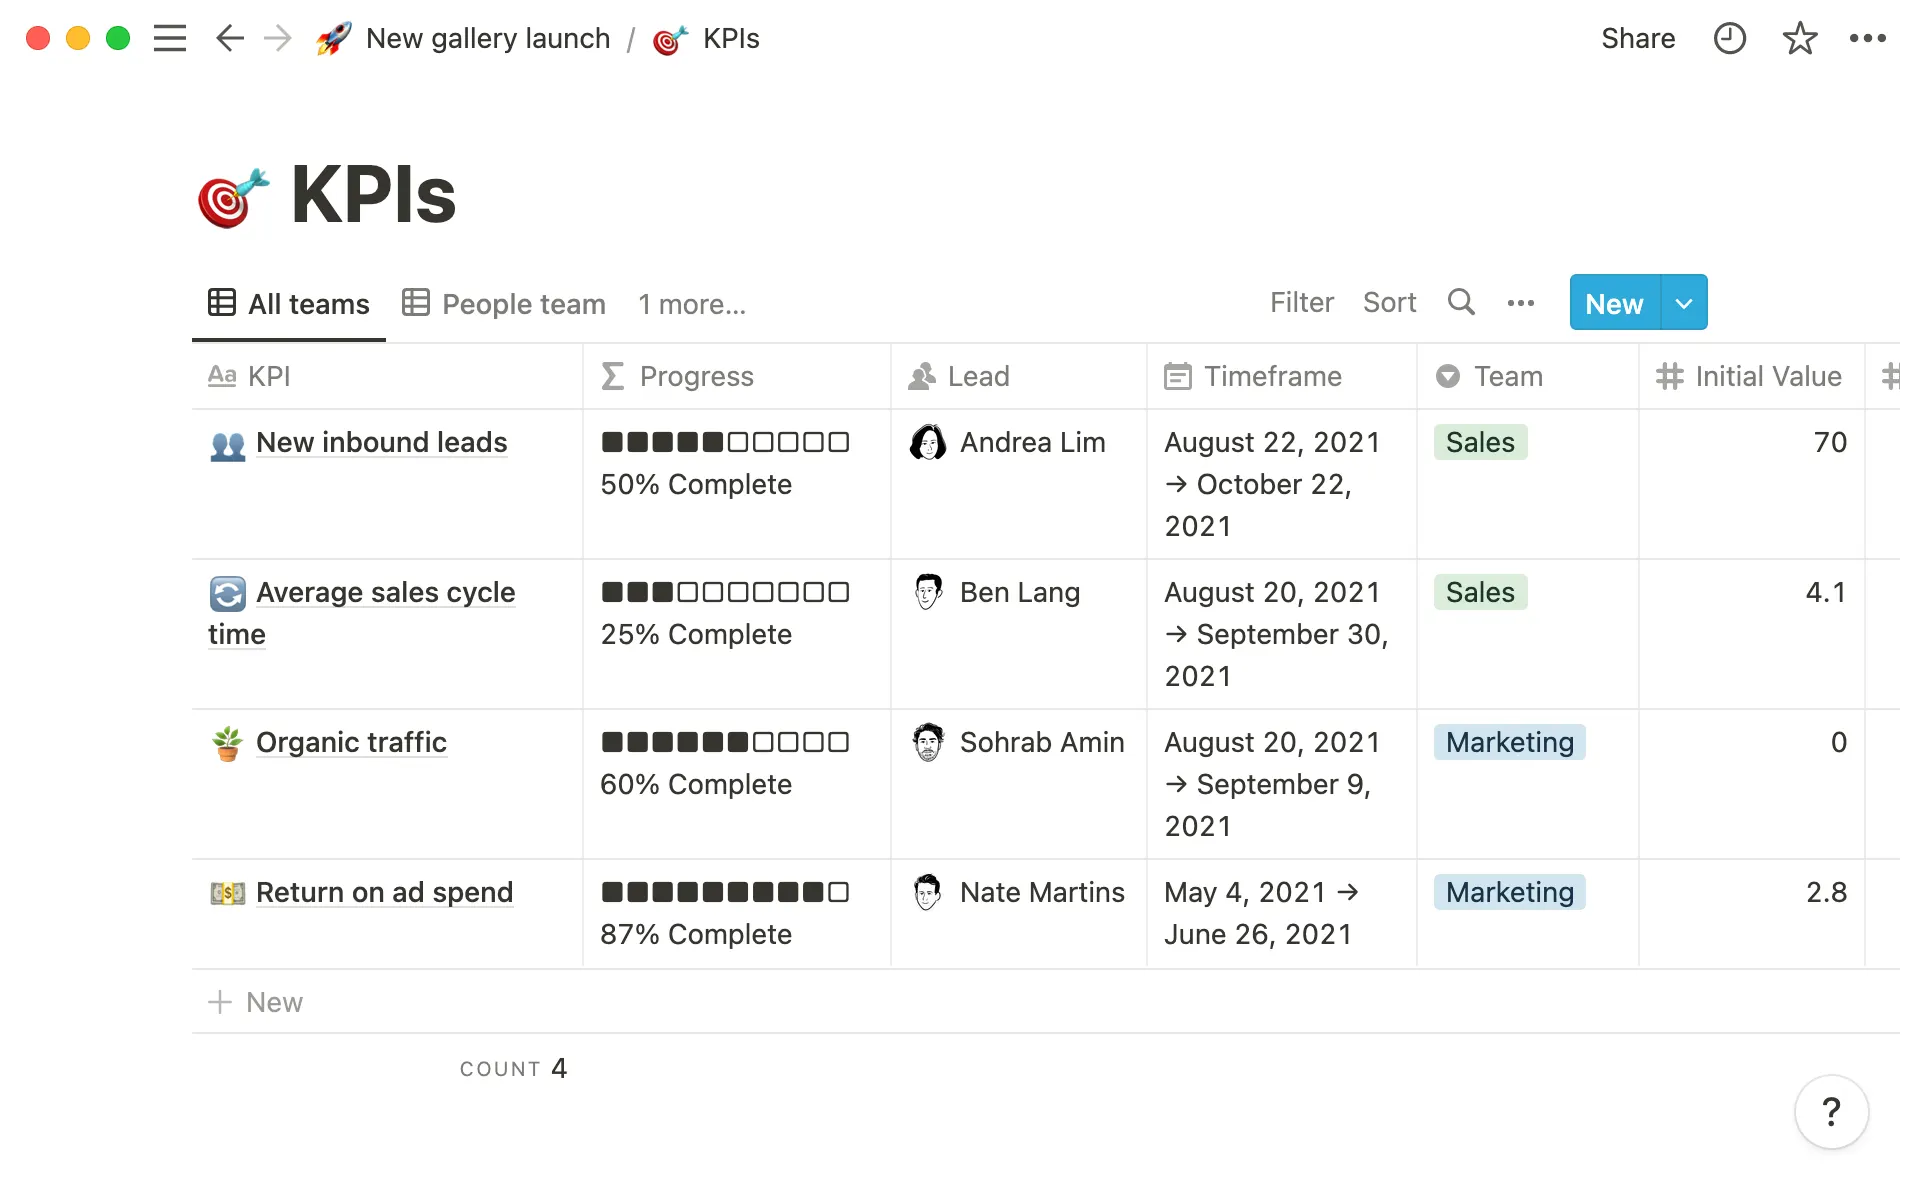 New gallery launch / KPIs
Share
KPIs
All teams People team 1 more...
Filter Sort New
Aa KPI Progress Lead Timeframe Team Initial Value
New inbound leads
50% Complete
Andrea Lim
August 22, 2021
→ October 22,
2021
Sales
70
Average sales cycle
time
25% Complete
Ben Lang
August 20, 2021
→ September 30,
2021
Sales
4.1
Organic traffic
60% Complete
Sohrab Amin
August 20, 2021
→ September 9,
2021
Marketing
0
Return on ad spend
87% Complete
Nate Martins
May 4, 2021 →
June 26, 2021
Marketing
2.8
+ New
COUNT 4
?